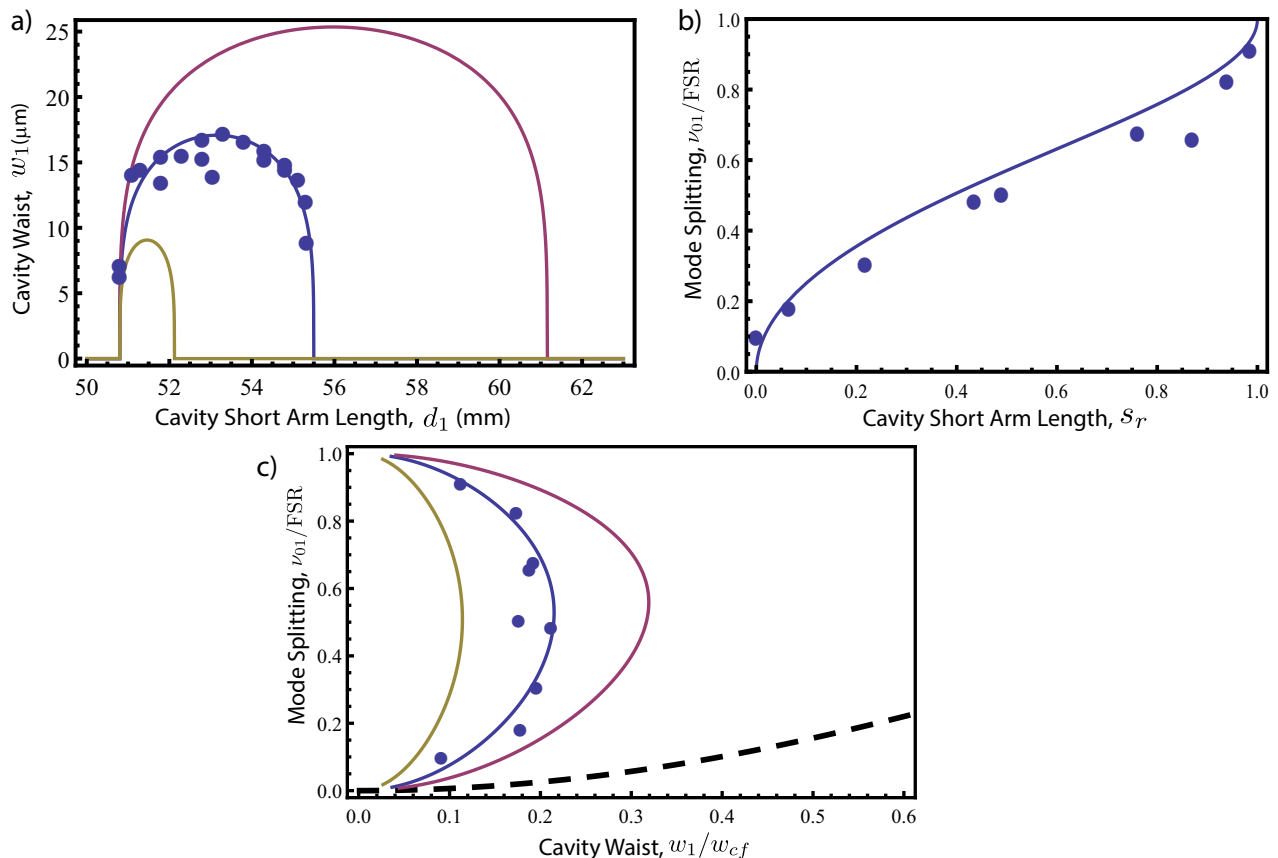 a)
Cavity Waist, w₁(μm)
25
20
15
10
5
0
50 52 54 56 58 60 62
Cavity Short Arm Length, d₁ (mm)
b)
Mode Splitting, ν₀₁/FSR
1.0
0.8
0.6
0.4
0.2
0.0
0.0 0.2 0.4 0.6 0.8 1.0
Cavity Short Arm Length, sᵣ
c)
Mode Splitting, ν₀₁/FSR
1.0
0.8
0.6
0.4
0.2
0.0
0.0 0.1 0.2 0.3 0.4 0.5 0.6
Cavity Waist, w₁/w_cf